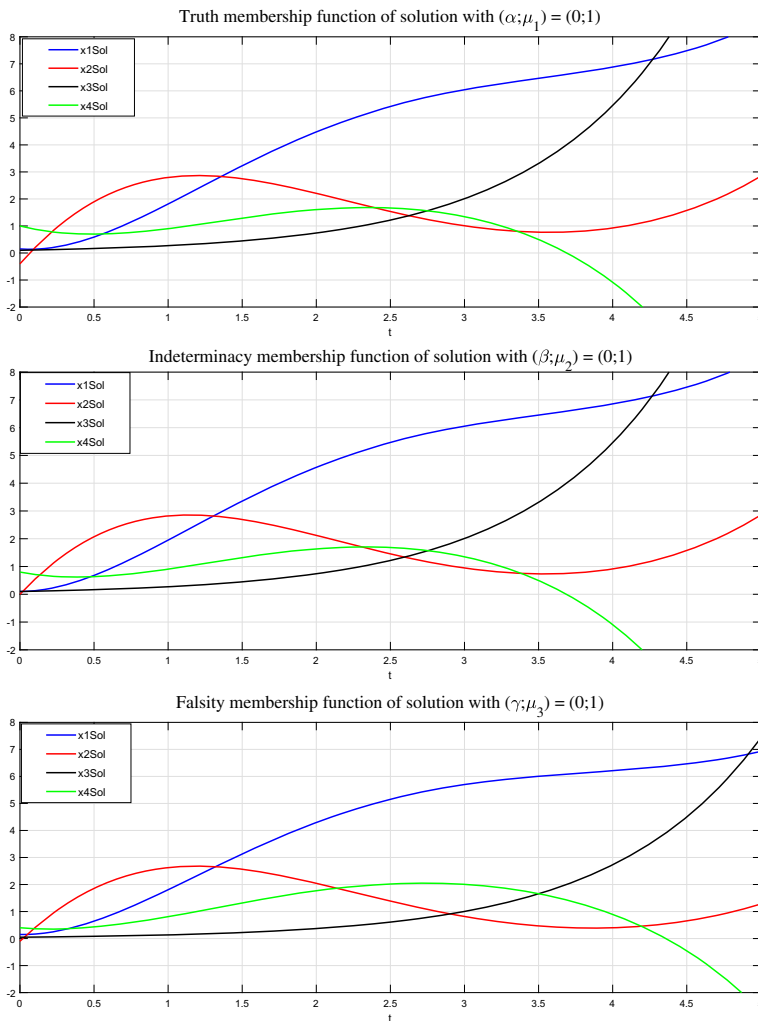 Truth membership function of solution with (α;μ₁) = (0;1)
8
7
6
5
4
3
2
1
0
-1
-2
x1Sol
x2Sol
x3Sol
x4Sol
0 0.5 1 1.5 2 2.5 3 3.5 4 4.5
t
Indeterminacy membership function of solution with (β;μ₂) = (0;1)
8
7
6
5
4
3
2
1
0
-1
-2
x1Sol
x2Sol
x3Sol
x4Sol
0 0.5 1 1.5 2 2.5 3 3.5 4 4.5
t
Falsity membership function of solution with (γ;μ₃) = (0;1)
8
7
6
5
4
3
2
1
0
-1
-2
x1Sol
x2Sol
x3Sol
x4Sol
0 0.5 1 1.5 2 2.5 3 3.5 4 4.5
t